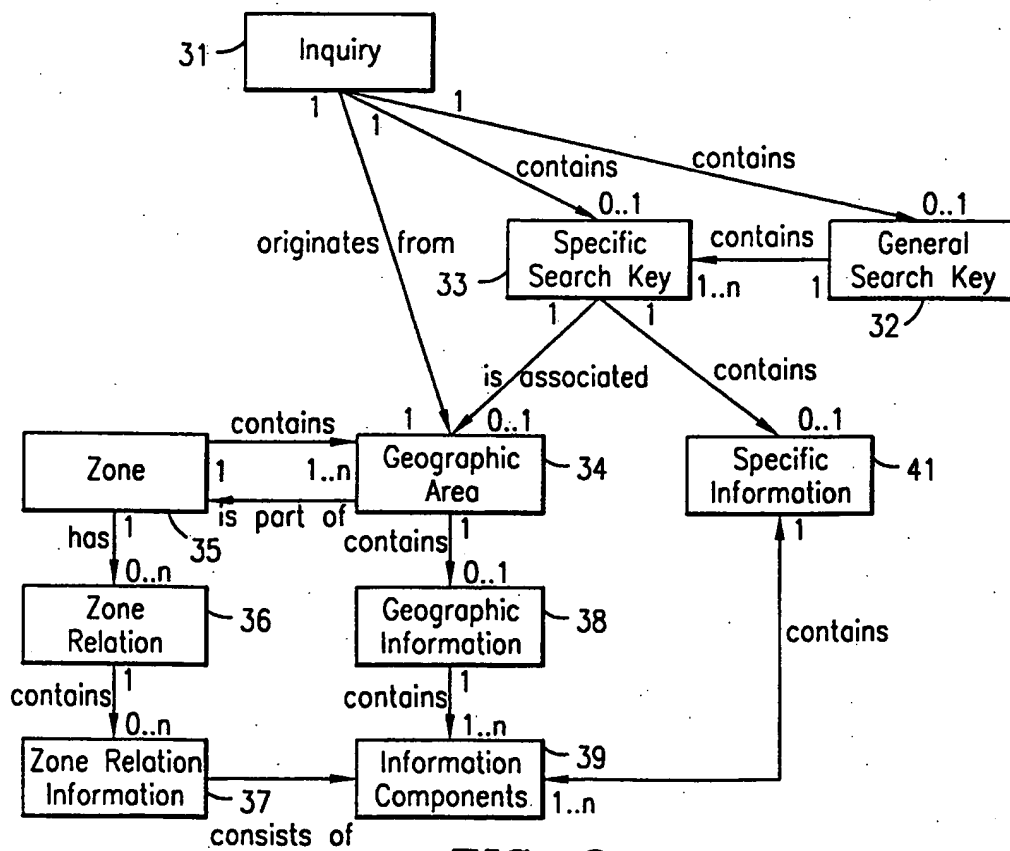 Inquiry
31
1
1
1
contains
contains
0..1
0..1
originates from
Specific
Search Key
contains
General
Search Key
33
1..n
1
32
1
1
is associated
contains
1
0..1
0..1
contains
Zone
1
1..n
Geographic
Area
34
Specific
Information
41
is part of
35
1
has
1
contains
1
0..n
0..1
Zone
Relation
36
Geographic
Information
38
contains
1
contains
1
contains
0..n
1..n
Zone Relation
Information
37
Information
Components
39
1..n
consists of